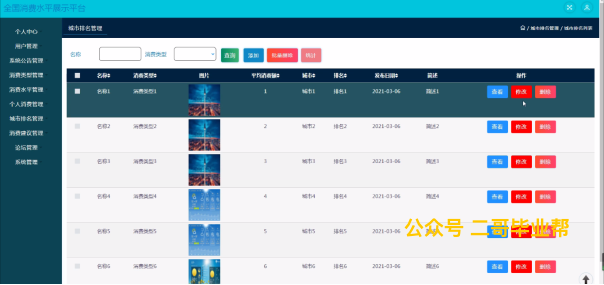 全国消费水平展示平台
个人中心
用户管理
系统公告管理
消费类型管理
消费水平管理
个人消费管理
城市排名管理
消费建议管理
论坛管理
系统管理
城市排名管理
/ 城市排名管理 / 城市排名列表
名称 消费类型 查询 添加 批量删除 统计
名称 消费类型 图片 平均消费额 城市 排名 发布日期 简述 操作
名称1 消费类型1 1 城市1 排名1 2021-03-06 简述1 查看 修改 删除
名称2 消费类型2 2 城市2 排名2 2021-03-06 简述2 查看 修改 删除
名称3 消费类型3 3 城市3 排名3 2021-03-06 简述3 查看 修改 删除
名称4 消费类型4 4 城市4 排名4 2021-03-06 简述4 查看 修改 删除
公众号 二哥毕业帮
名称5 消费类型5 5 城市5 排名5 2021-03-06 简述5 查看 修改 删除
名称6 消费类型6 6 城市6 排名6 2021-03-06 简述6 查看 修改 删除